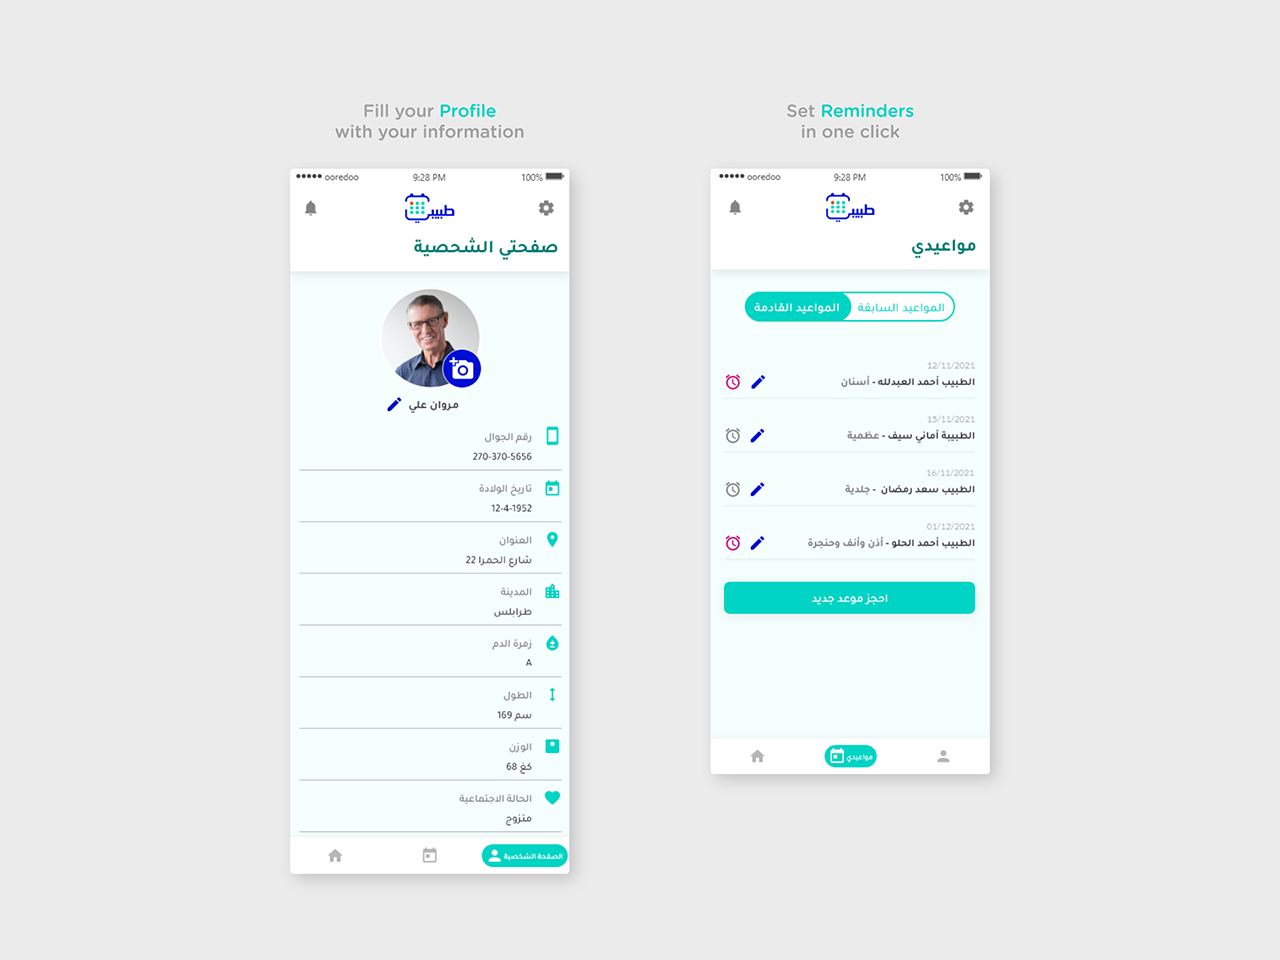 Fill your Profile
with your information
ooredoo 9:28 PM 100%
طبيبي
صفحتي الشحصية
مروان علي
رقم الجوال
270-370-5656
تاريخ الولادة
12-4-1952
العنوان
شارع الحمرا 22
المدينة
طرابلس
زمرة الدم
A
الطول
169 سم
الوزن
68 كغ
الحالة الاجتماعية
متزوج
الصفحة الشخصية
Set Reminders
in one click
ooredoo 9:28 PM 100%
طبيبي
مواعيدي
المواعيد السابقة المواعيد القادمة
12/11/2021
الطبيب أحمد العبدلله - أسنان
15/11/2021
الطبيبة أماني سيف - عظمية
16/11/2021
الطبيب سعد رمضان - جلدية
01/12/2021
الطبيب أحمد الحلو - أذن وأنف وحنجرة
احجز موعد جديد
مواعيدي